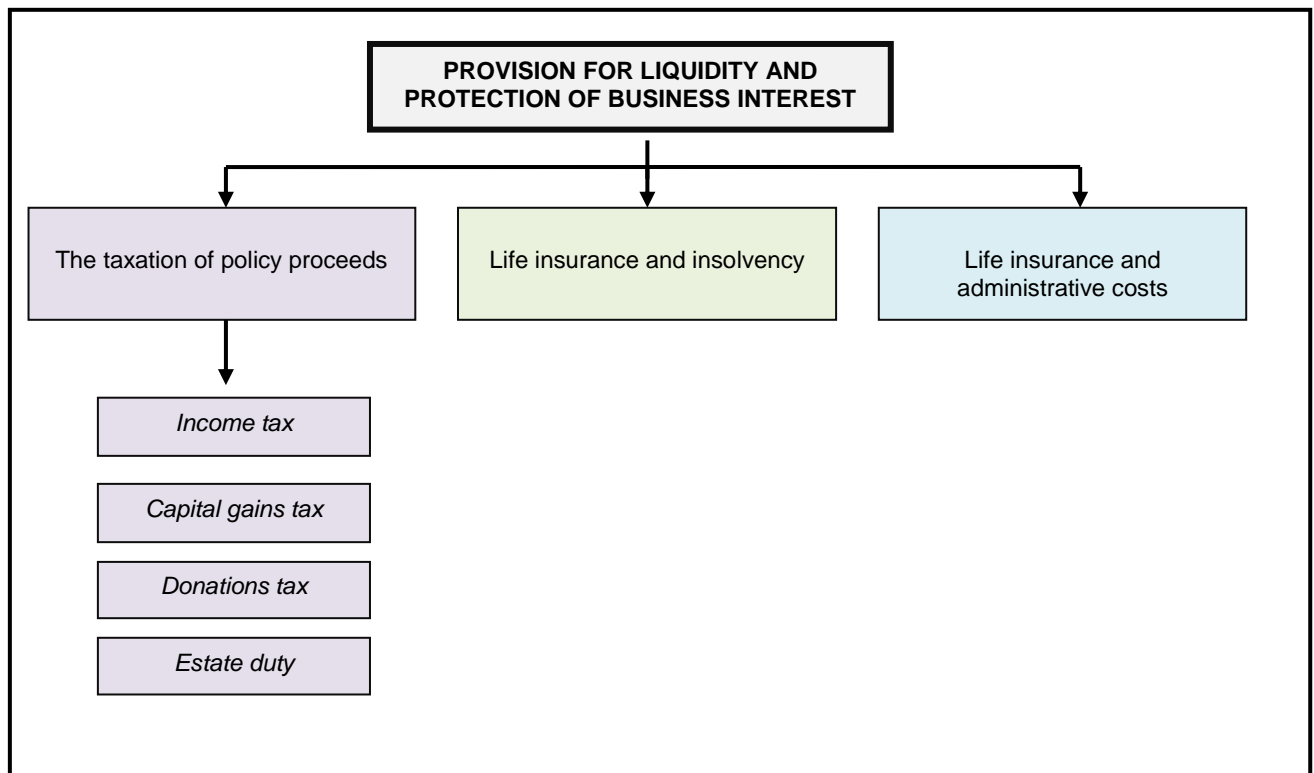 PROVISION FOR LIQUIDITY AND
PROTECTION OF BUSINESS INTEREST
The taxation of policy proceeds
Life insurance and insolvency
Life insurance and
administrative costs
Income tax
Capital gains tax
Donations tax
Estate duty